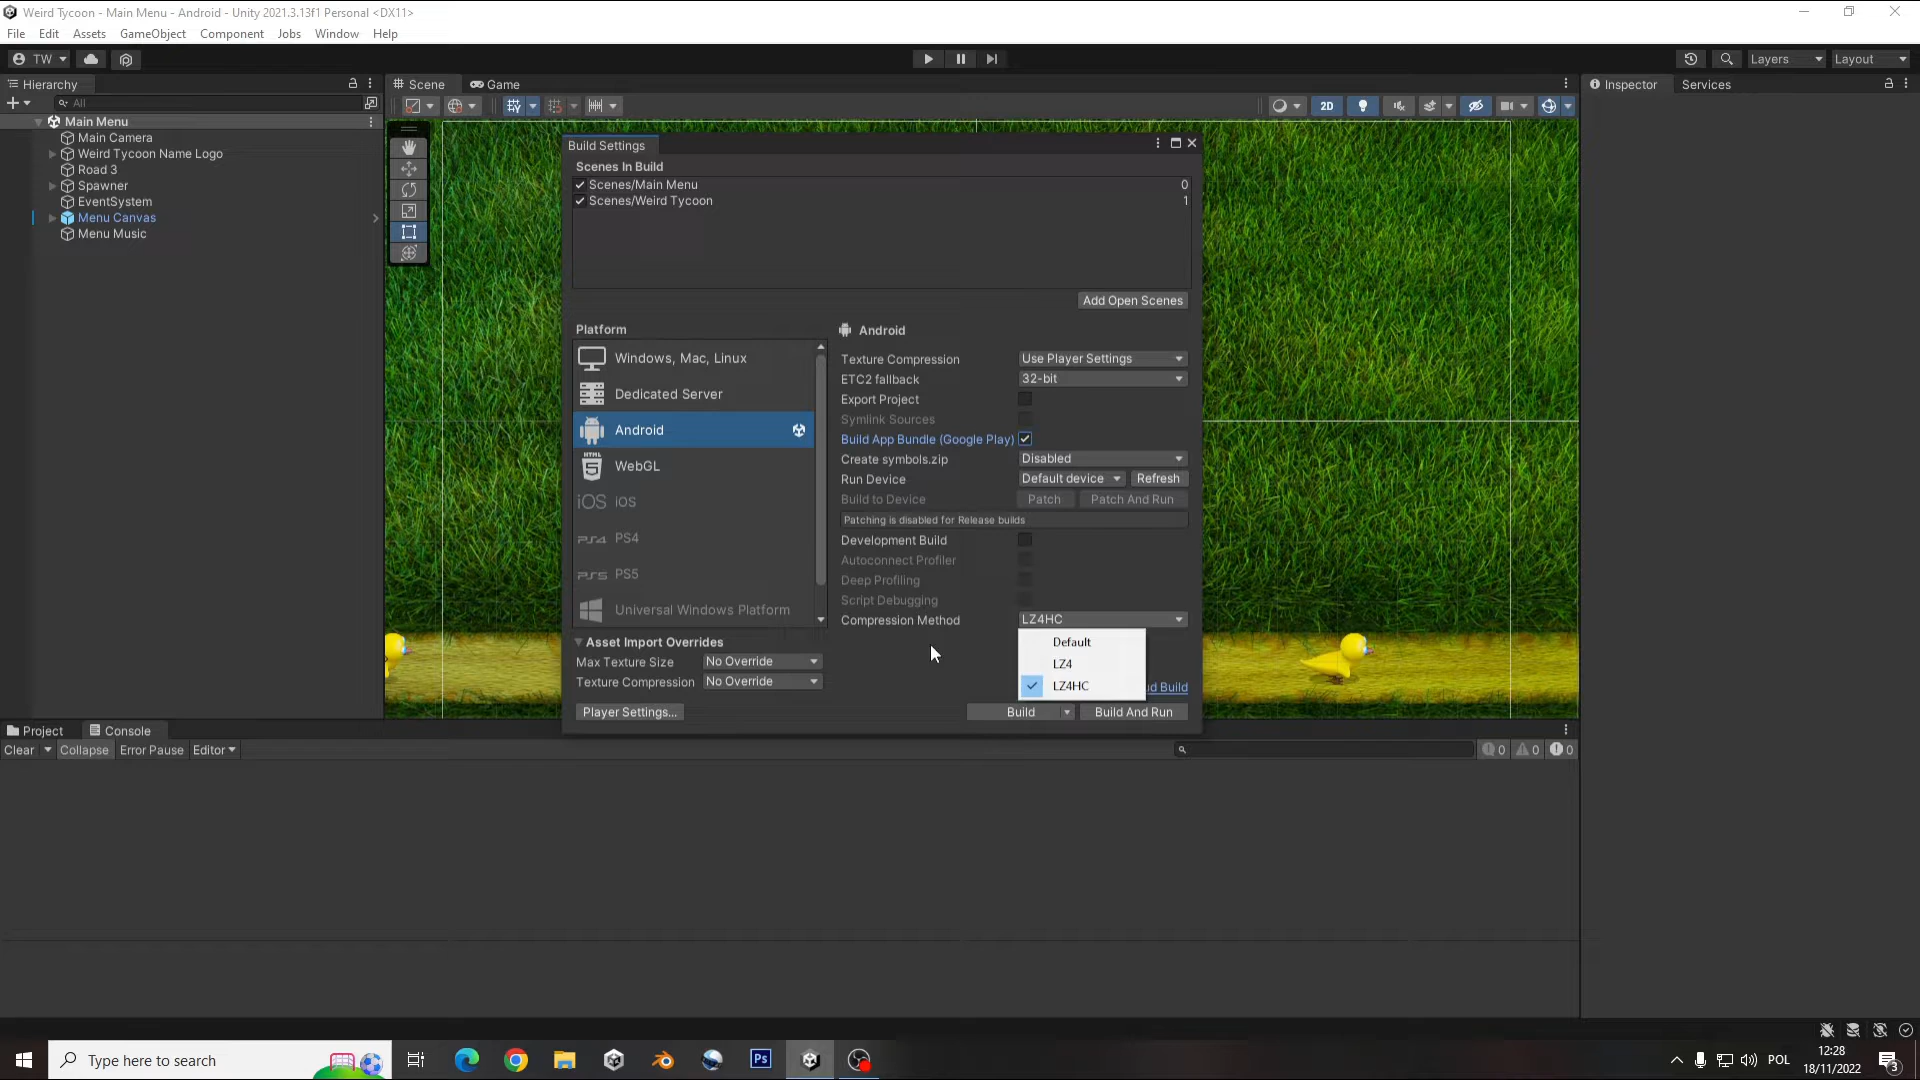 Weird Tycoon - Main Menu - Android - Unity 2021.3.13f1 Personal <DX11>
File Edit Assets GameObject Component Jobs Window Help
TW Layers Layout
Hierarchy Scene Game Inspector Services
All 2D
Main Menu
Main Camera
Weird Tycoon Name Logo
Road 3
Spawner
EventSystem
Menu Canvas
Menu Music
Build Settings
Scenes In Build
Scenes/Main Menu 0
Scenes/Weird Tycoon 1
Add Open Scenes
Platform
Windows, Mac, Linux
Dedicated Server
Android
HTML 5 WebGL
iOS iOS
PS4 PS4
PS5 PS5
Universal Windows Platform
Asset Import Overrides
Max Texture Size No Override
Texture Compression No Override
Player Settings...
Android
Texture Compression Use Player Settings
ETC2 fallback 32-bit
Export Project
Symlink Sources
Build App Bundle (Google Play)
Create symbols.zip Disabled
Run Device Default device Refresh
Build to Device Patch Patch And Run
Patching is disabled for Release builds
Development Build
Autoconnect Profiler
Deep Profiling
Script Debugging
Compression Method LZ4HC
Default
LZ4
LZ4HC
d Build
Build Build And Run
Project Console
Clear Collapse Error Pause Editor 0 0 0
Type here to search Ps POL 12:28
18/11/2022 3